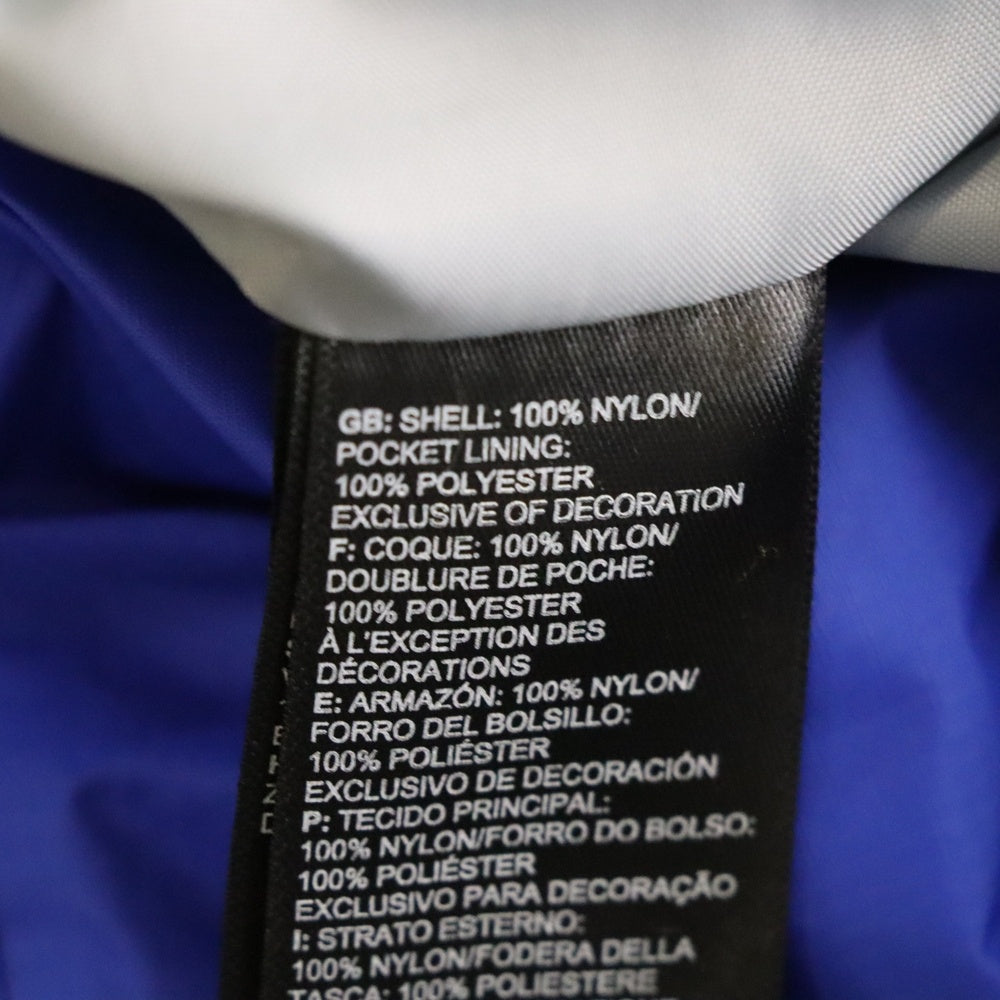 GB: SHELL: 100% NYLON/
POCKET LINING:
100% POLYESTER
EXCLUSIVE OF DECORATION
F: COQUE: 100% NYLON/
DOUBLURE DE POCHE:
100% POLYESTER
À L'EXCEPTION DES
DÉCORATIONS
E: ARMAZÓN: 100% NYLON/
FORRO DEL BOLSILLO:
100% POLIÉSTER
EXCLUSIVO DE DECORACIÓN
P: TECIDO PRINCIPAL:
100% NYLON/FORRO DO BOLSO:
100% POLIÉSTER
EXCLUSIVO PARA DECORAÇÃO
I: STRATO ESTERNO:
100% NYLON/FODERA DELLA
TASCA: 100% POLIESTERE